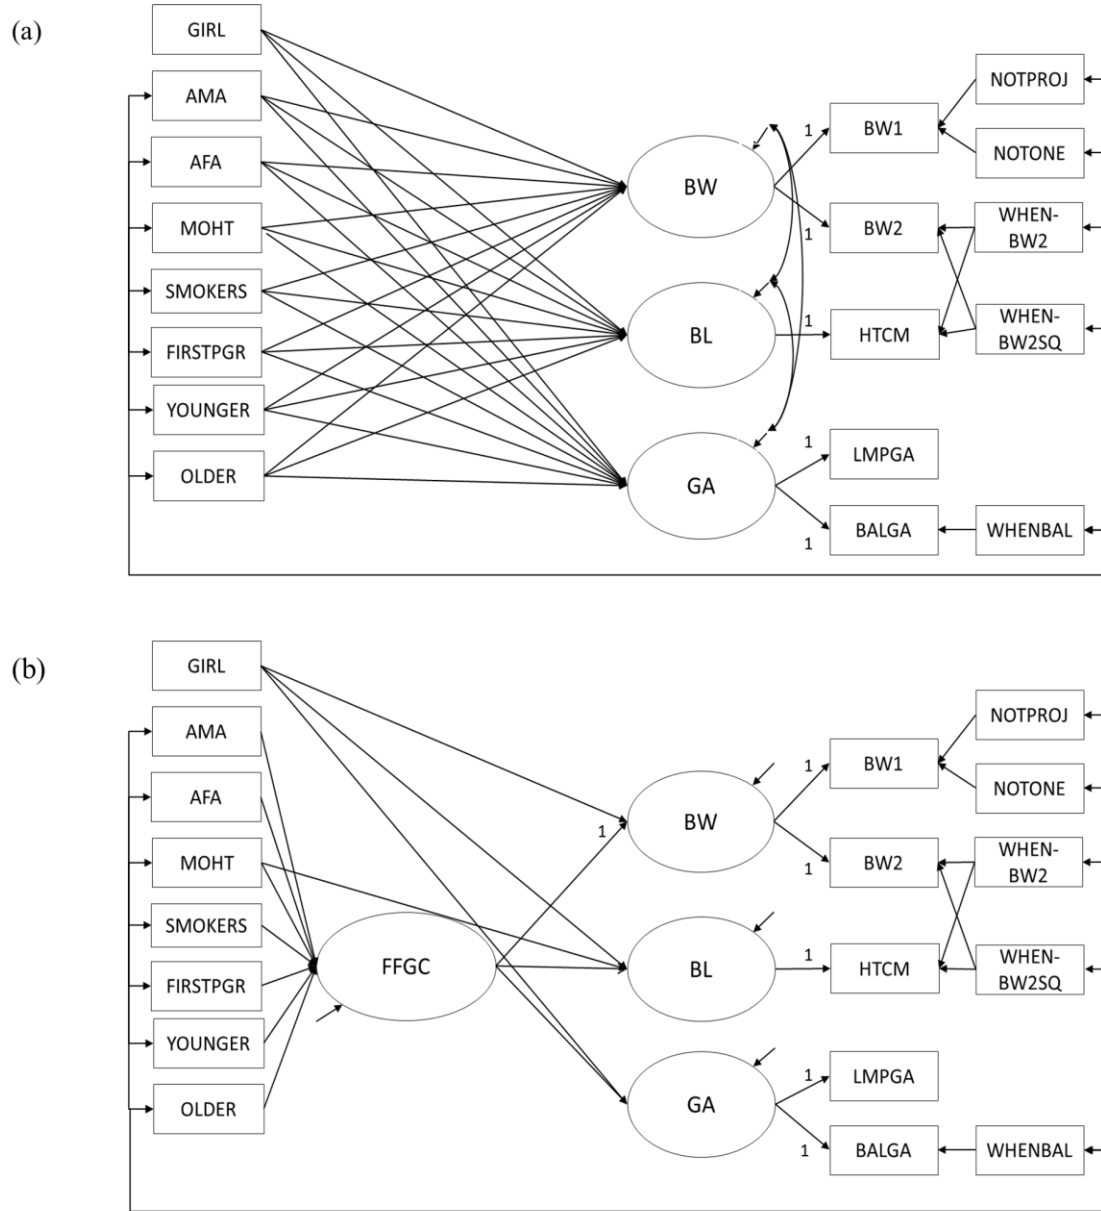 (a)
GIRL
AMA
AFA
MOHT
SMOKERS
FIRSTPGR
YOUNGER
OLDER
BW
BL
GA
1
1
1
1
1
BW1
BW2
HTCM
LMPGA
BALGA
NOTPROJ
NOTONE
WHEN-
BW2
WHEN-
BW2SQ
WHENBAL
(b)
GIRL
AMA
AFA
MOHT
SMOKERS
FIRSTPGR
YOUNGER
OLDER
FFGC
1
BW
BL
GA
1
1
1
1
1
BW1
BW2
HTCM
LMPGA
BALGA
NOTPROJ
NOTONE
WHEN-
BW2
WHEN-
BW2SQ
WHENBAL